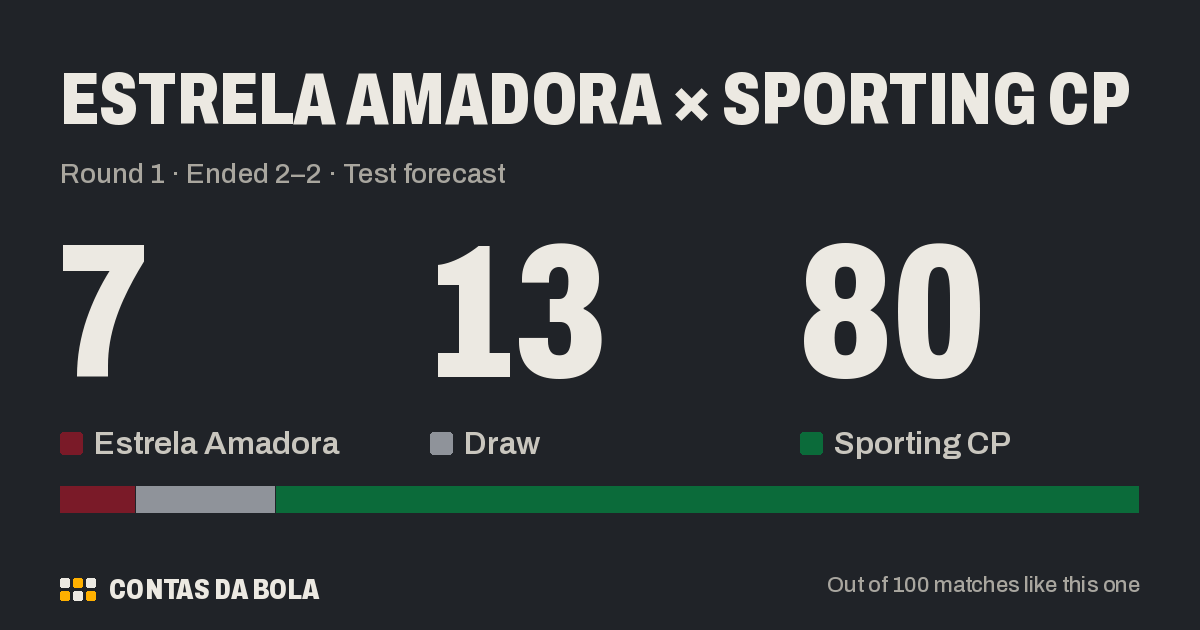 ESTRELA AMADORA × SPORTING CP
Round 1 · Ended 2–2 · Test forecast
7 13 80
Estrela Amadora Draw Sporting CP
CONTAS DA BOLA Out of 100 matches like this one